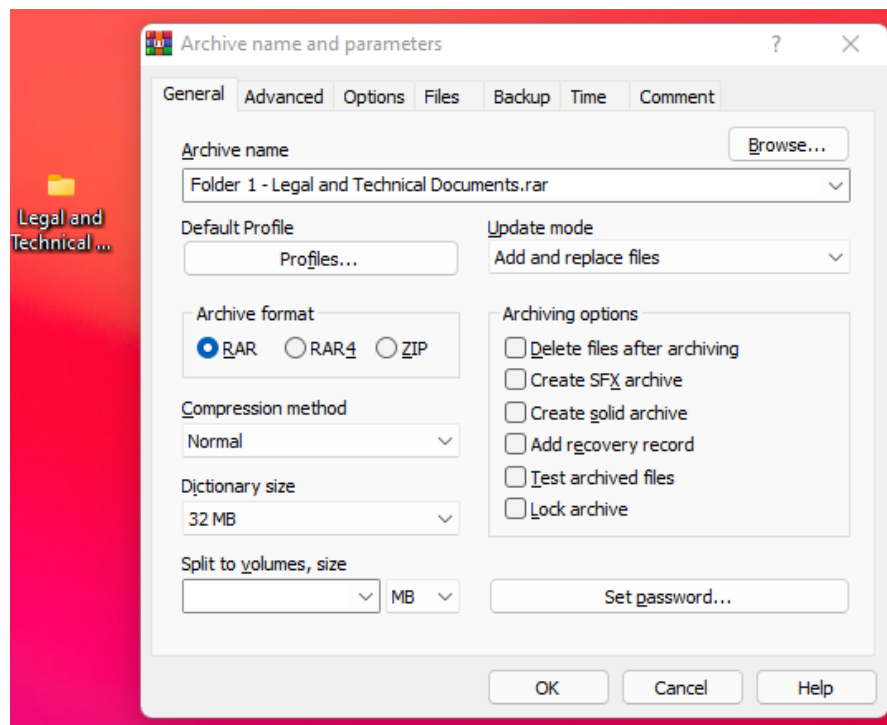 Archive name and parameters
General Advanced Options Files Backup Time Comment
Archive name
Browse...
Folder 1 - Legal and Technical Documents.rar
Legal and
Technical ...
Default Profile
Profiles...
Update mode
Add and replace files
Archive format
RAR RAR4 ZIP
Compression method
Normal
Dictionary size
32 MB
Split to volumes, size
MB
Archiving options
Delete files after archiving
Create SFX archive
Create solid archive
Add recovery record
Test archived files
Lock archive
Set password...
OK Cancel Help